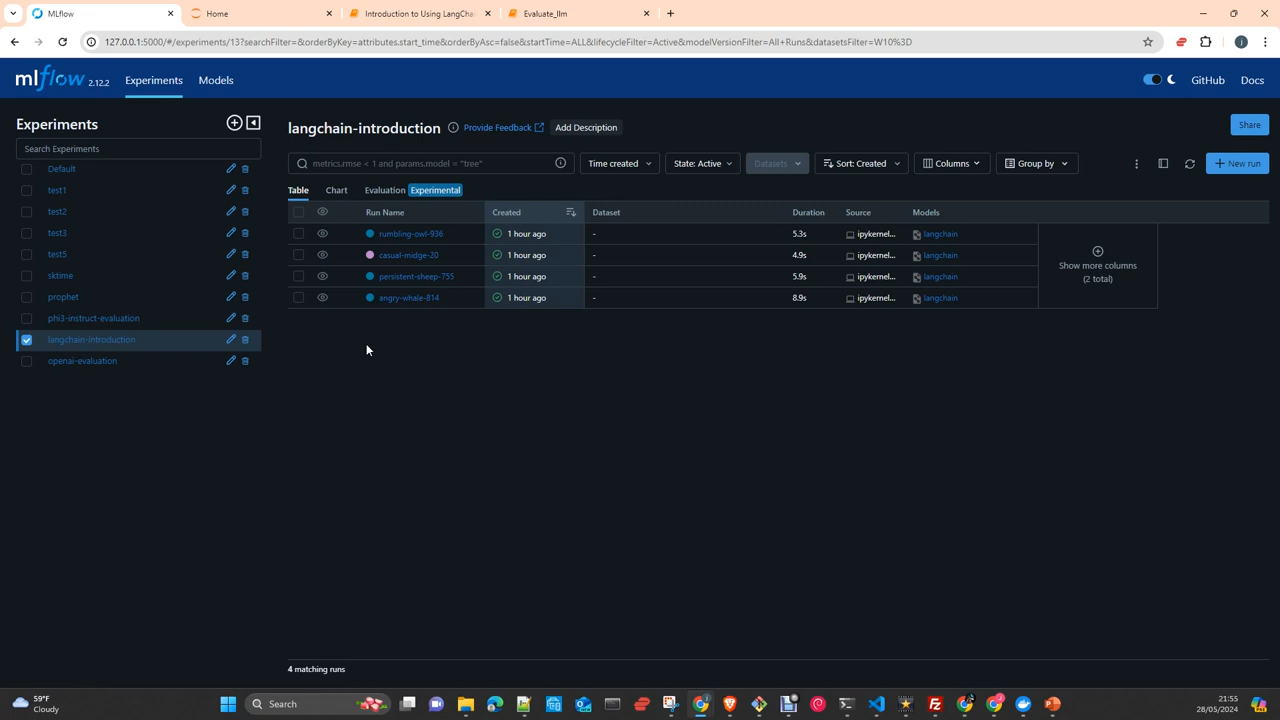 MLflow
Home
Introduction to Using LangCha
Evaluate_llm
127.0.0.1:5000/#/experiments/13?searchFilter=&orderByKey=attributes.start_time&orderByAsc=false&startTime=ALL&lifecycleFilter=Active&modelVersionFilter=All+Runs&datasetsFilter=W10%3D
mlflow 2.12.2
Experiments
Models
GitHub
Docs
Experiments
Search Experiments
Default
test1
test2
test3
test5
sktime
prophet
phi3-instruct-evaluation
langchain-introduction
openai-evaluation
langchain-introduction
Provide Feedback
Add Description
Share
metrics.rmse < 1 and params.model = "tree"
Time created
State: Active
Datasets
Sort: Created
Columns
Group by
New run
Table
Chart
Evaluation Experimental
Run Name Created Dataset Duration Source Models
rumbling-owl-936 1 hour ago - 5.3s ipykernel... langchain
casual-midge-20 1 hour ago - 4.9s ipykernel... langchain
persistent-sheep-755 1 hour ago - 5.9s ipykernel... langchain
angry-whale-814 1 hour ago - 8.9s ipykernel... langchain
Show more columns
(2 total)
4 matching runs
59°F
Cloudy
Search
21:55
28/05/2024